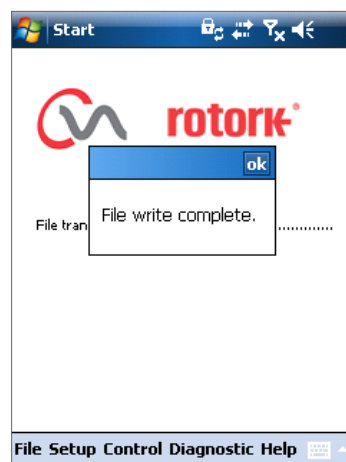 Start
rotork
ok
File write complete.
File tran.............
File Setup Control Diagnostic Help